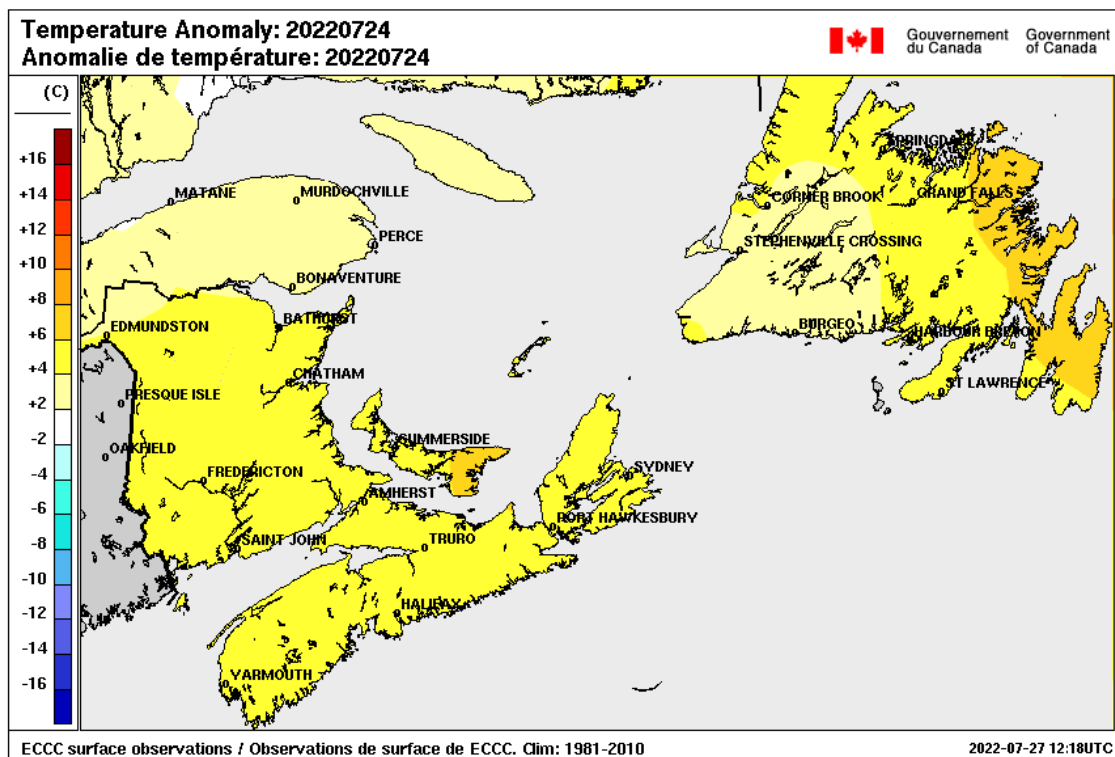 Temperature Anomaly: 20220724
Anomalie de température: 20220724
Gouvernement du Canada
Government of Canada
(C)
+16
+14
+12
+10
+8
+6
+4
+2
-2
-4
-6
-8
-10
-12
-14
-16
MATANE
MURDOCHVILLE
PERCE
BONAVENTURE
EDMUNDSTON
BATHURST
CHATHAM
PRESQUE ISLE
OAKFIELD
SUMMERSIDE
FREDERICTON
AMHERST
SYDNEY
PORT HAWKESBURY
SAINT JOHN
TRURO
HALIFAX
YARMOUTH
SPRINGDALE
CORNER BROOK
GRAND FALLS
STEPHENVILLE CROSSING
BURGEO
HARBOUR BRETON
ST LAWRENCE
ECCC surface observations / Observations de surface de ECCC. Clim: 1981-2010
2022-07-27 12:18UTC